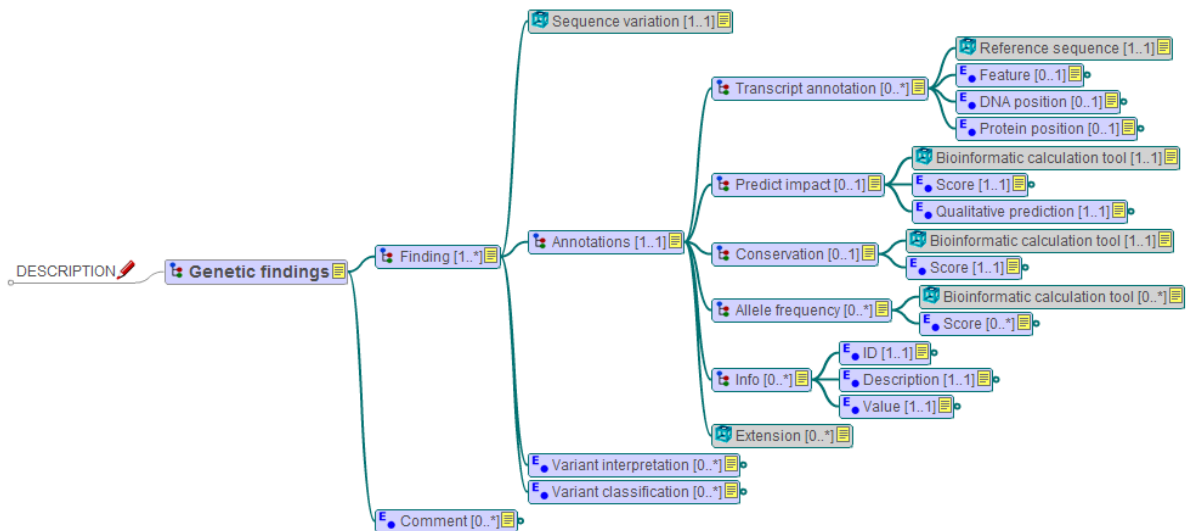 Sequence variation [1..1]
Reference sequence [1..1]
E Feature [0..1]
Transcript annotation [0..*]
E DNA position [0..1]
E Protein position [0..1]
Bioinformatic calculation tool [1..1]
Predict impact [0..1]
E Score [1..1]
E Qualitative prediction [1..1]
Annotations [1..1]
Bioinformatic calculation tool [1..1]
Finding [1..*]
Conservation [0..1]
E Score [1..1]
DESCRIPTION
Genetic findings
Bioinformatic calculation tool [0..*]
Allele frequency [0..*]
E Score [0..*]
E ID [1..1]
Info [0..*]
E Description [1..1]
E Value [1..1]
Extension [0..*]
E Variant interpretation [0..*]
E Variant classification [0..*]
E Comment [0..*]